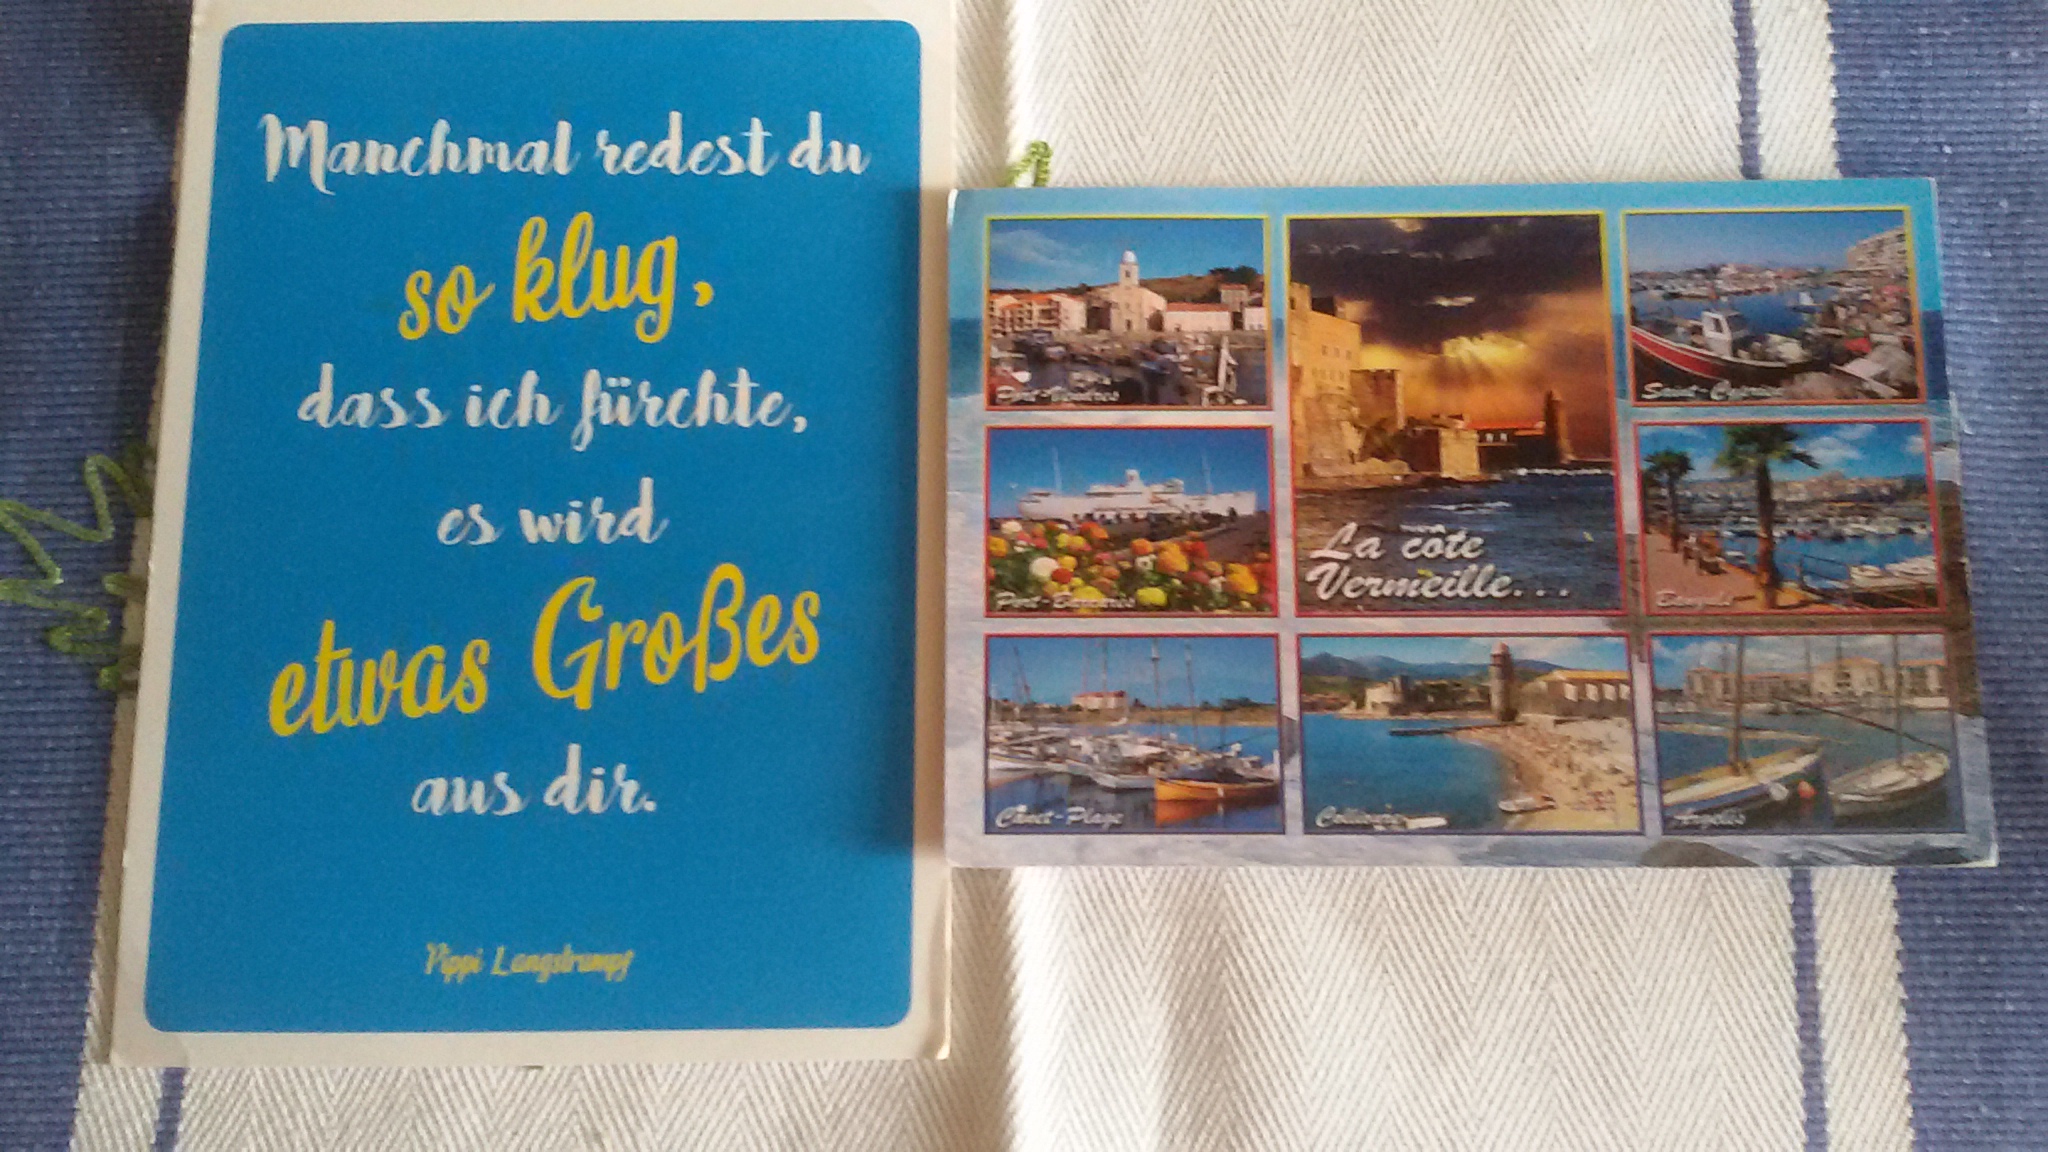 Manchmal redest du
so klug,
dass ich fürchte,
es wird
etwas Großes
aus dir.
Pippi Langstrumpf
Port-Vendres
La côte
Vermeille...
Saint-Cyprien
Port-Barcarès
Banyuls
Canet-Plage
Collioure
Argelès